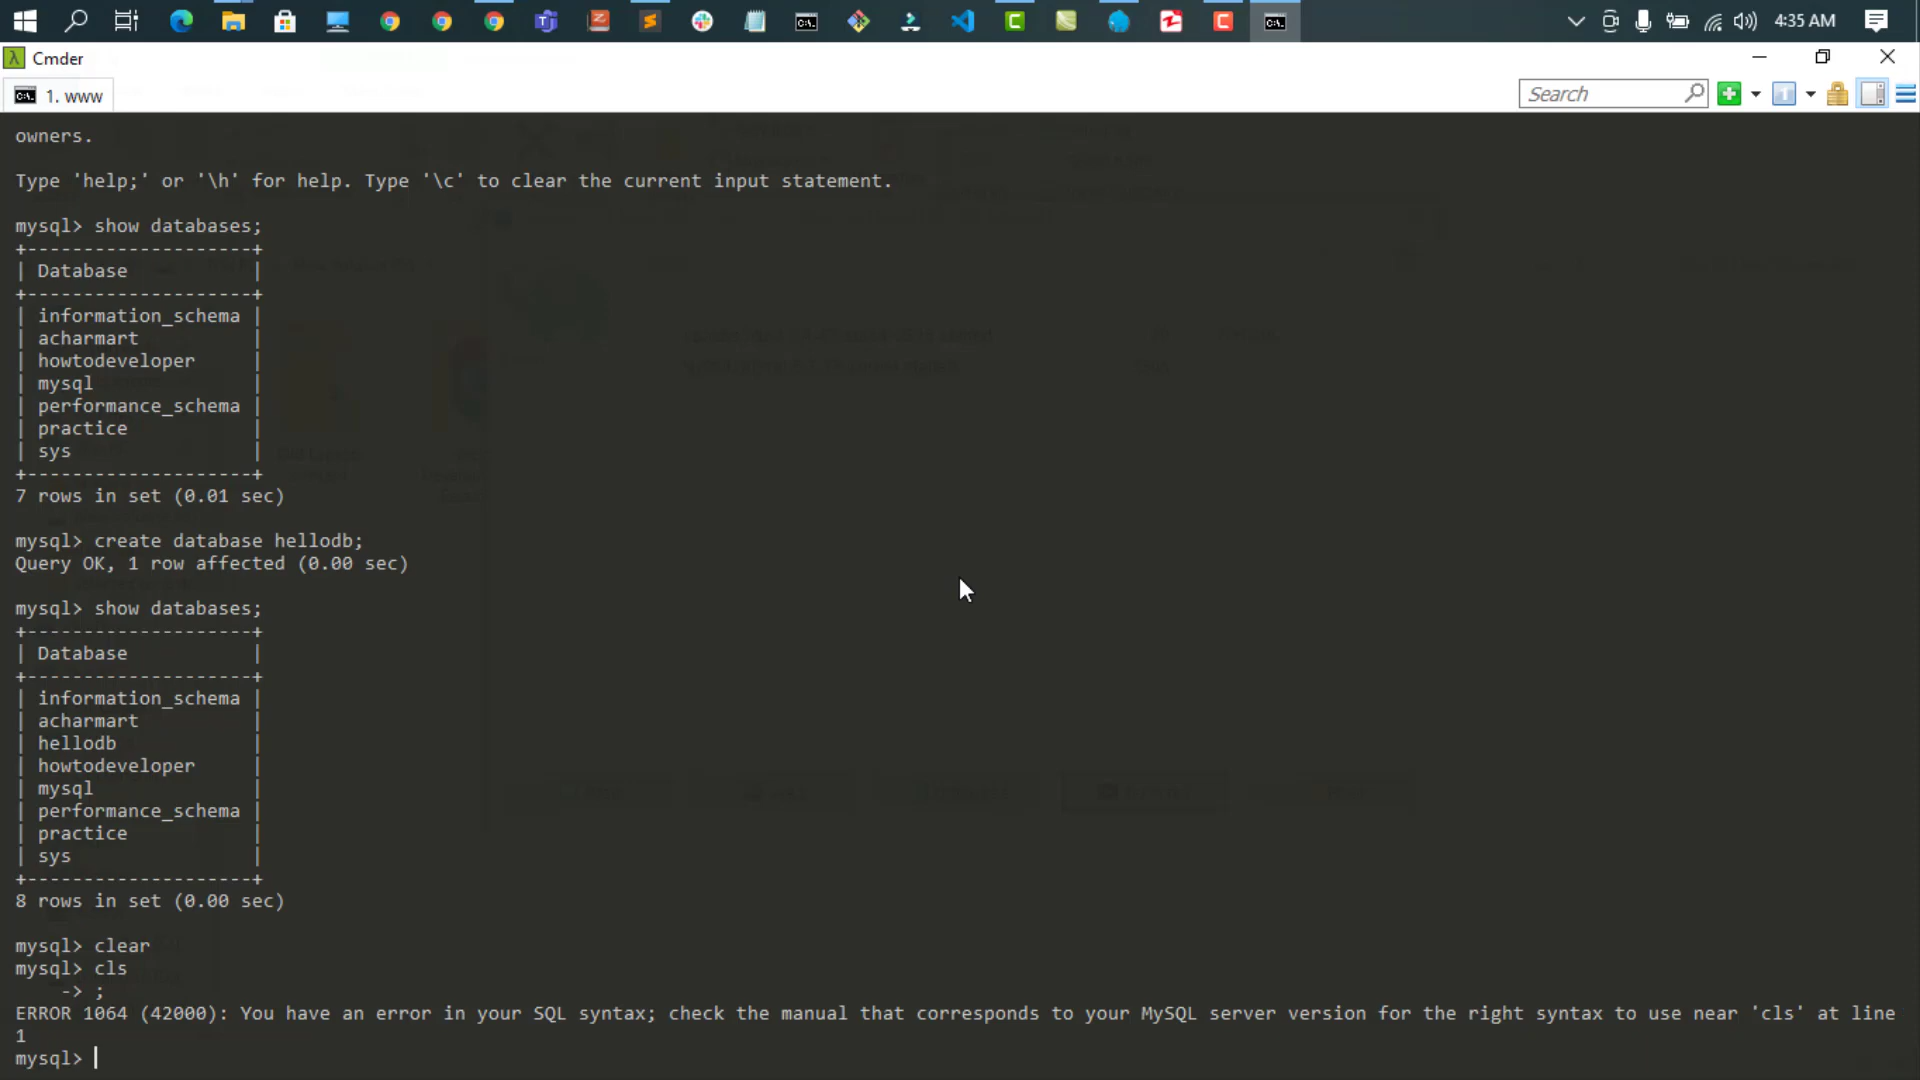 4:35 AM
Cmder
1. www
Search
owners.
Type 'help;' or '\h' for help. Type '\c' to clear the current input statement.
mysql> show databases;
+--------------------+
| Database           |
+--------------------+
| information_schema |
| acharmart          |
| howtodeveloper     |
| mysql              |
| performance_schema |
| practice           |
| sys                |
+--------------------+
7 rows in set (0.01 sec)
mysql> create database hellodb;
Query OK, 1 row affected (0.00 sec)
mysql> show databases;
+--------------------+
| Database           |
+--------------------+
| information_schema |
| acharmart          |
| hellodb            |
| howtodeveloper     |
| mysql              |
| performance_schema |
| practice           |
| sys                |
+--------------------+
8 rows in set (0.00 sec)
mysql> clear
mysql> cls
    -> ;
ERROR 1064 (42000): You have an error in your SQL syntax; check the manual that corresponds to your MySQL server version for the right syntax to use near 'cls' at line
1
mysql>